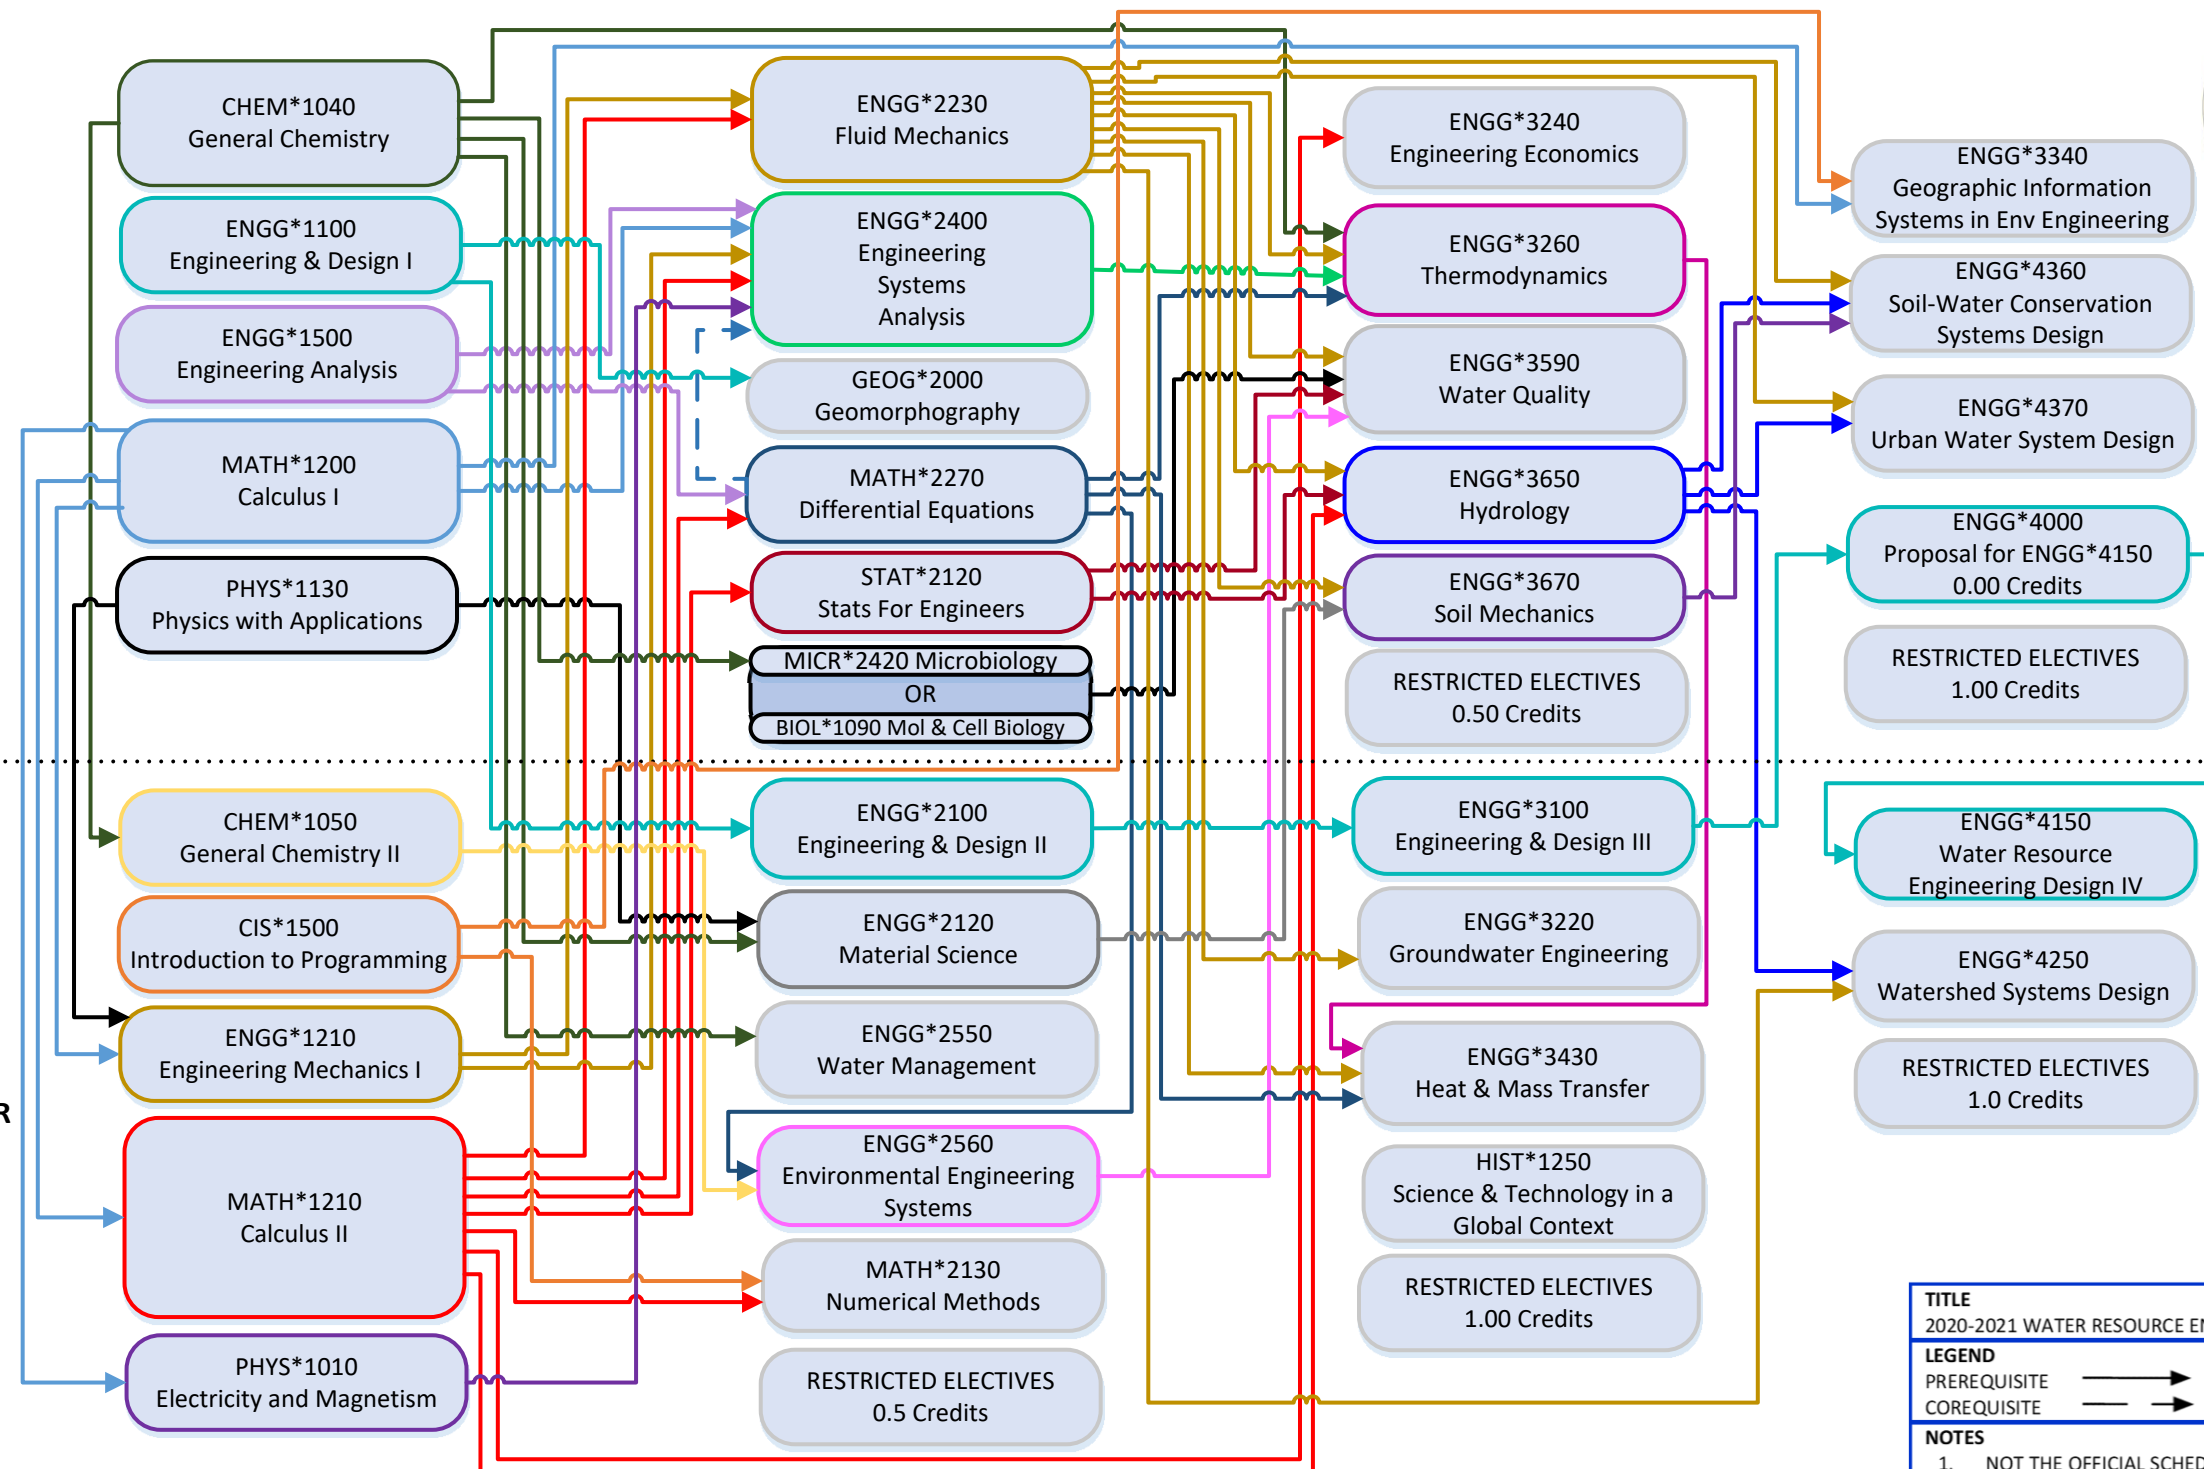 CHEM*1040
General Chemistry
ENGG*1100
Engineering & Design I
ENGG*1500
Engineering Analysis
MATH*1200
Calculus I
PHYS*1130
Physics with Applications
ENGG*2230
Fluid Mechanics
ENGG*2400
Engineering
Systems
Analysis
GEOG*2000
Geomorphography
MATH*2270
Differential Equations
STAT*2120
Stats For Engineers
MICR*2420 Microbiology
OR
BIOL*1090 Mol & Cell Biology
ENGG*3240
Engineering Economics
ENGG*3260
Thermodynamics
ENGG*3590
Water Quality
ENGG*3650
Hydrology
ENGG*3670
Soil Mechanics
RESTRICTED ELECTIVES
0.50 Credits
ENGG*3340
Geographic Information
Systems in Env Engineering
ENGG*4360
Soil-Water Conservation
Systems Design
ENGG*4370
Urban Water System Design
ENGG*4000
Proposal for ENGG*4150
0.00 Credits
RESTRICTED ELECTIVES
1.00 Credits
CHEM*1050
General Chemistry II
CIS*1500
Introduction to Programming
ENGG*1210
Engineering Mechanics I
R
MATH*1210
Calculus II
PHYS*1010
Electricity and Magnetism
ENGG*2100
Engineering & Design II
ENGG*2120
Material Science
ENGG*2550
Water Management
ENGG*2560
Environmental Engineering
Systems
MATH*2130
Numerical Methods
RESTRICTED ELECTIVES
0.5 Credits
ENGG*3100
Engineering & Design III
ENGG*3220
Groundwater Engineering
ENGG*3430
Heat & Mass Transfer
HIST*1250
Science & Technology in a
Global Context
RESTRICTED ELECTIVES
1.00 Credits
ENGG*4150
Water Resource
Engineering Design IV
ENGG*4250
Watershed Systems Design
RESTRICTED ELECTIVES
1.0 Credits
TITLE
2020-2021 WATER RESOURCE EN
LEGEND
PREREQUISITE
COREQUISITE
NOTES
1. NOT THE OFFICIAL SCHED